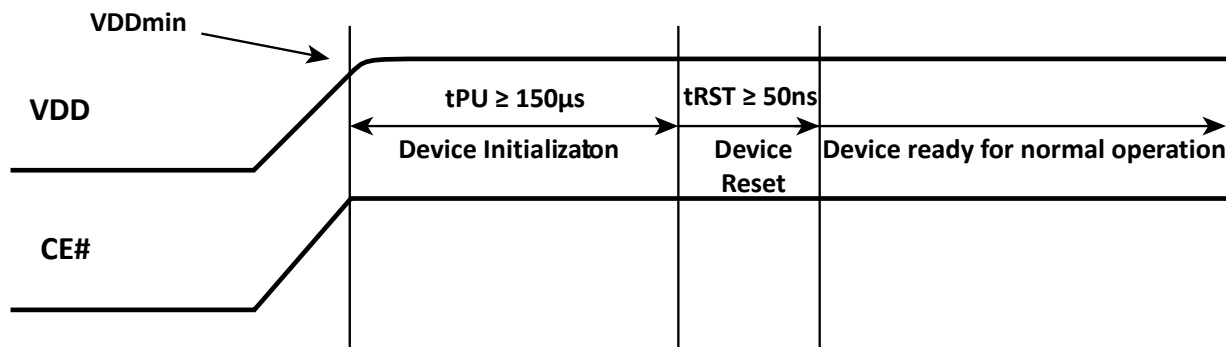 VDDmin
VDD
tPU ≥ 150µs
tRST ≥ 50ns
Device Initializaton
Device
Reset
Device ready for normal operation
CE#